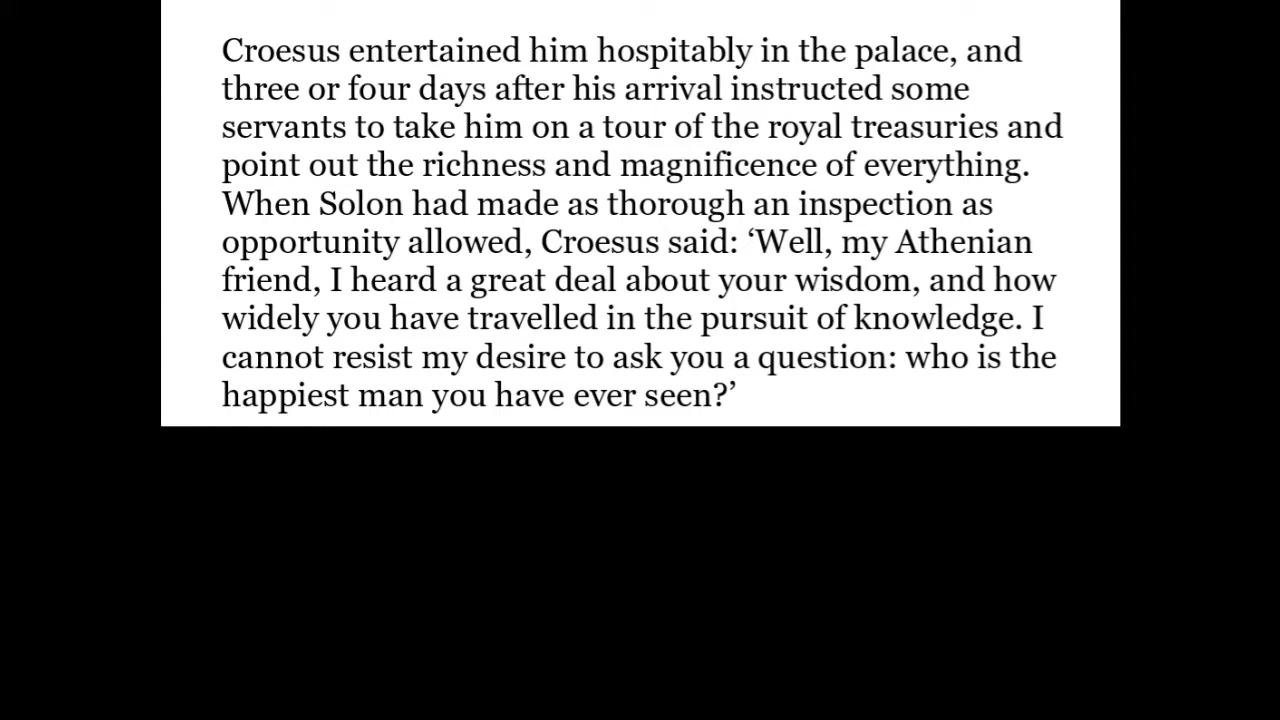 Croesus entertained him hospitably in the palace, and
three or four days after his arrival instructed some
servants to take him on a tour of the royal treasuries and
point out the richness and magnificence of everything.
When Solon had made as thorough an inspection as
opportunity allowed, Croesus said: ‘Well, my Athenian
friend, I heard a great deal about your wisdom, and how
widely you have travelled in the pursuit of knowledge. I
cannot resist my desire to ask you a question: who is the
happiest man you have ever seen?’